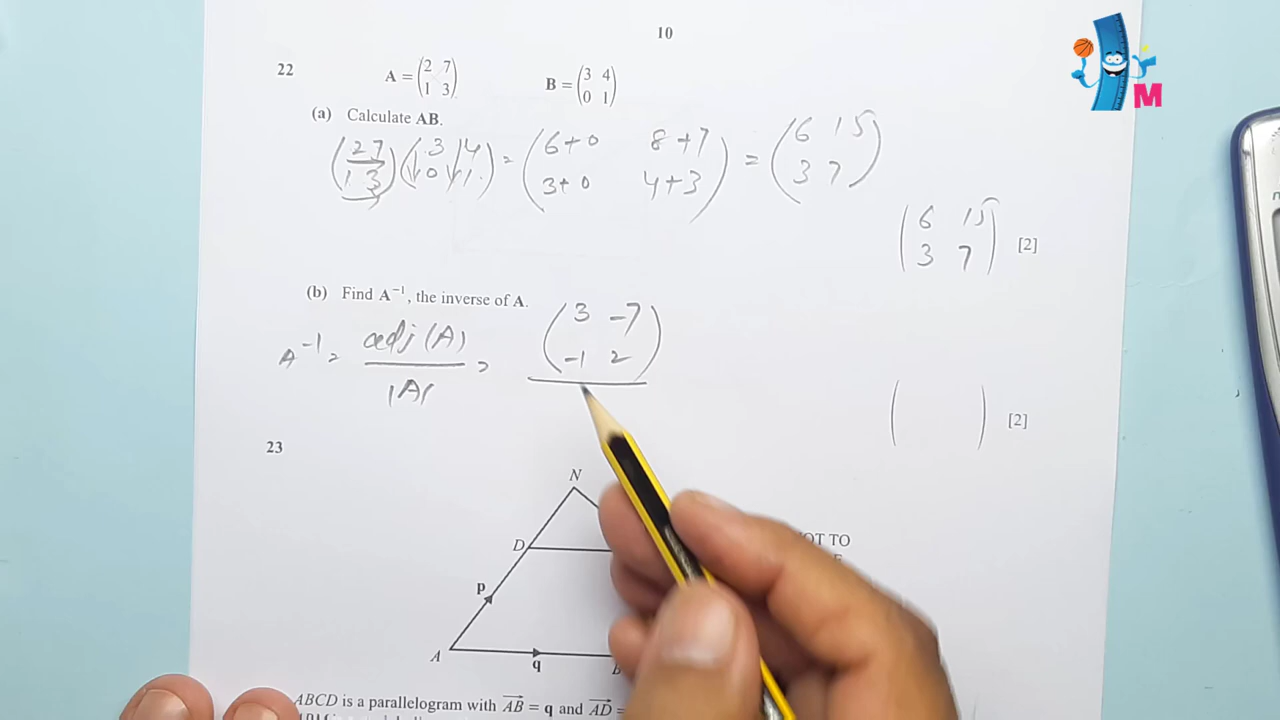 10
22 A = (2 7 1 3) B = (3 4 0 1)
(a) Calculate AB.
(2 7 1 3) (3 4 0 1) = (6+0 8+7 3+0 4+3) = (6 15 3 7)
(6 15 3 7) [2]
(b) Find A⁻¹, the inverse of A.
A⁻¹ = adj(A) / |A| = (3 -7 -1 2)
( ) [2]
23
N
D
p
A q
OT TO
ABCD is a parallelogram with AB = q and AD =
M